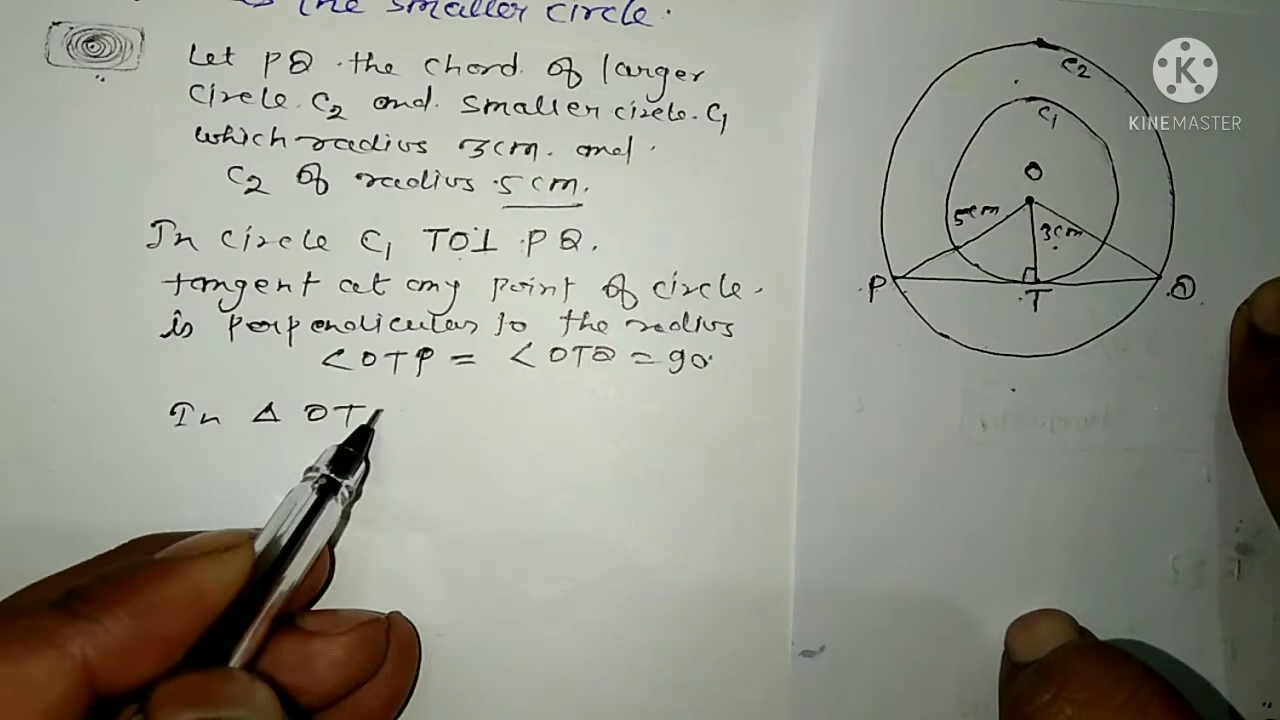 is the smaller circle.
Let PQ the chord of larger
circle C2 and smaller circle C1
which radius 3cm. and
C2 of radius 5cm.
In circle C1 TO⊥ PQ.
tangent at any point of circle.
is perpendicular to the radius
∠OTP = ∠OTQ = 90°
In Δ OT
C2
C1
O
5cm
3cm
P
T
Q
K
KINEMASTER